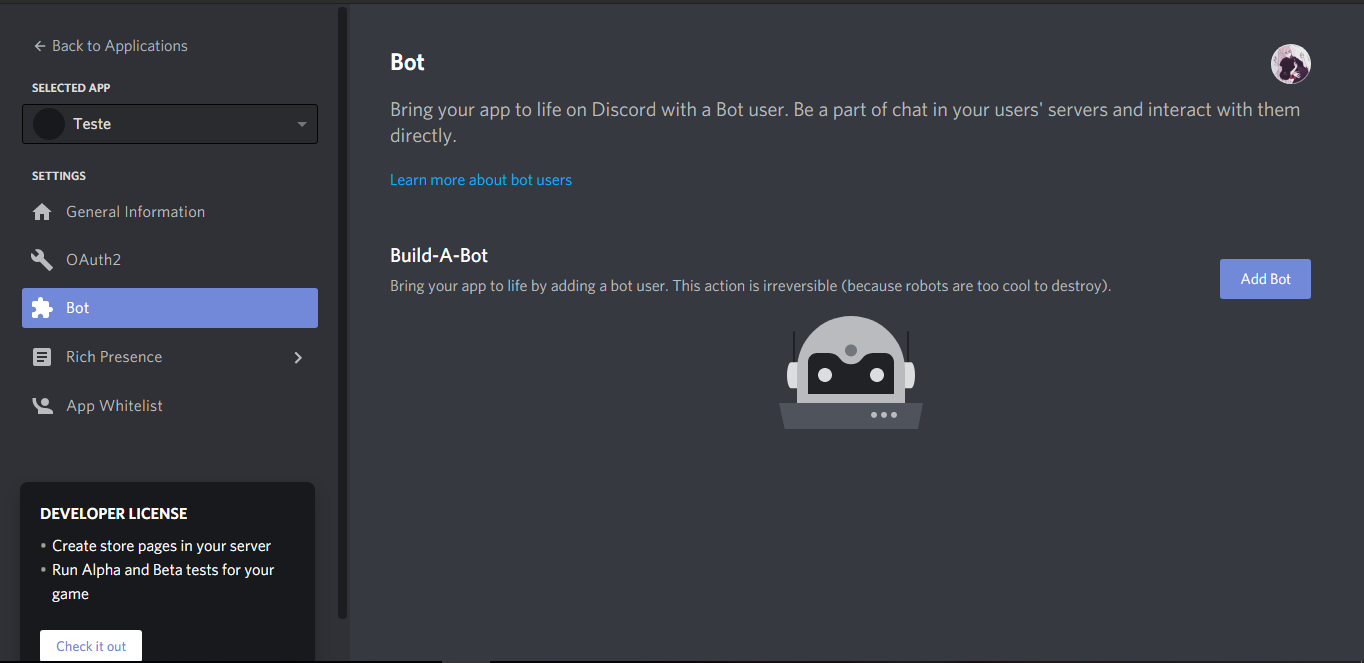 Back to Applications
SELECTED APP
Teste
SETTINGS
General Information
OAuth2
Bot
Rich Presence
App Whitelist
DEVELOPER LICENSE
• Create store pages in your server
• Run Alpha and Beta tests for your
game
Check it out
Bot
Bring your app to life on Discord with a Bot user. Be a part of chat in your users' servers and interact with them
directly.
Learn more about bot users
Build-A-Bot
Bring your app to life by adding a bot user. This action is irreversible (because robots are too cool to destroy).
Add Bot